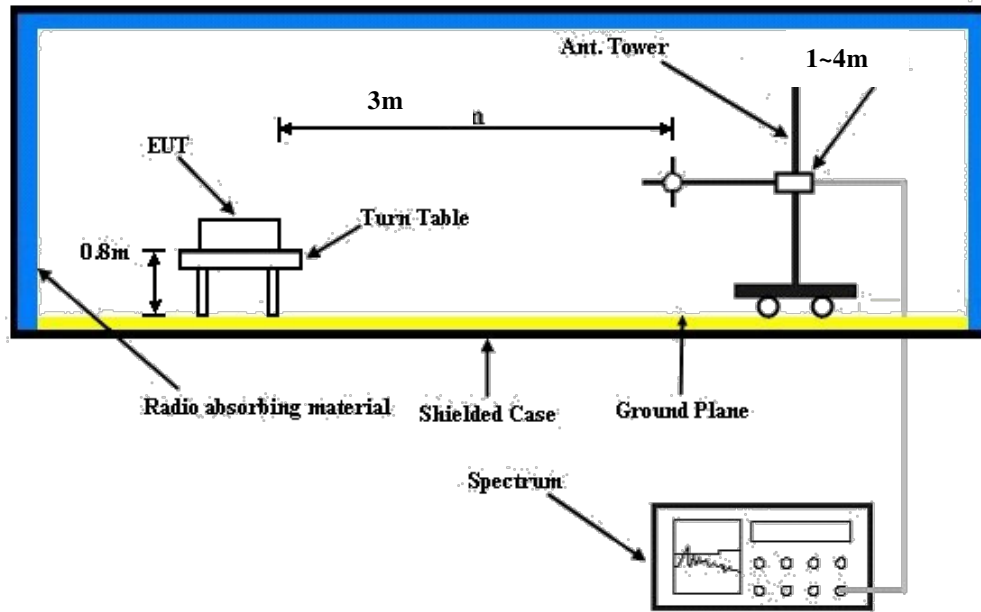 Ant. Tower
1~4m
3m
n
EUT
Turn Table
0.8m
Radio absorbing material
Shielded Case
Ground Plane
Spectrum